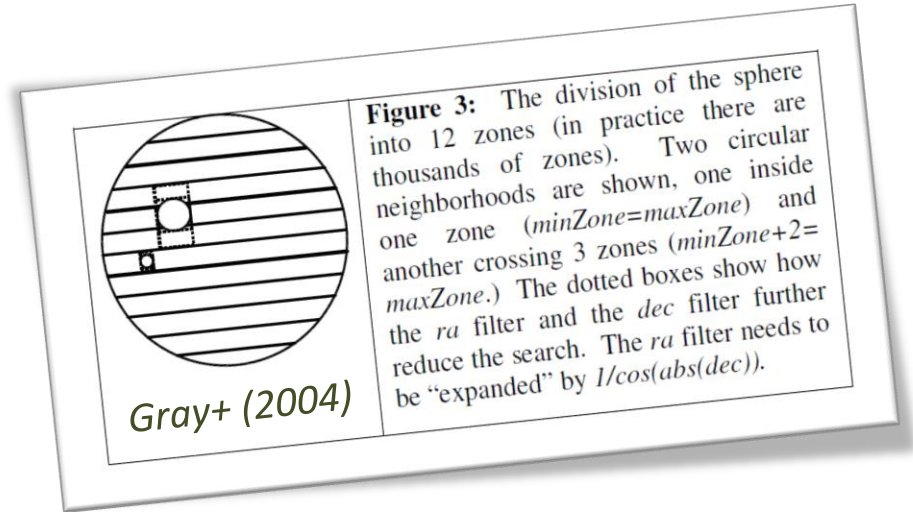 Figure 3: The division of the sphere
into 12 zones (in practice there are
thousands of zones). Two circular
neighborhoods are shown, one inside
one zone (minZone=maxZone) and
another crossing 3 zones (minZone+2=
maxZone.) The dotted boxes show how
the ra filter and the dec filter further
reduce the search. The ra filter needs to
be “expanded” by 1/cos(abs(dec)).
Gray+ (2004)